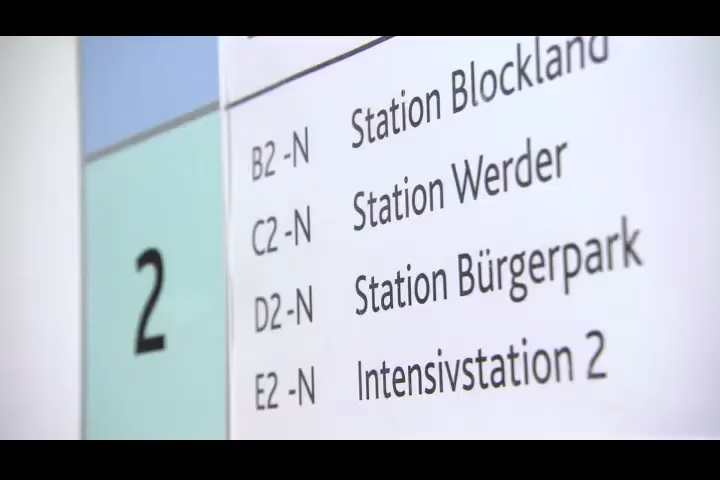 2
B2 -N Station Blockland
C2 -N Station Werder
D2-N Station Bürgerpark
E2 -N Intensivstation 2